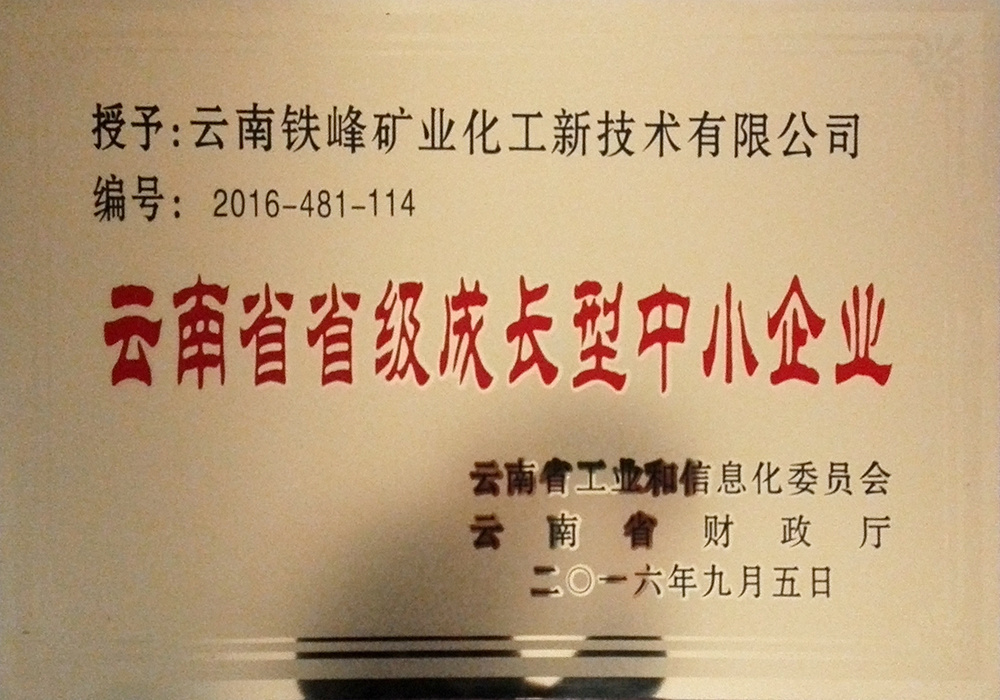 授予:云南铁峰矿业化工新技术有限公司
编号: 2016-481-114
云南省省级成长型中小企业
云南省工业和信息化委员会
云南省财政厅
二〇一六年九月五日